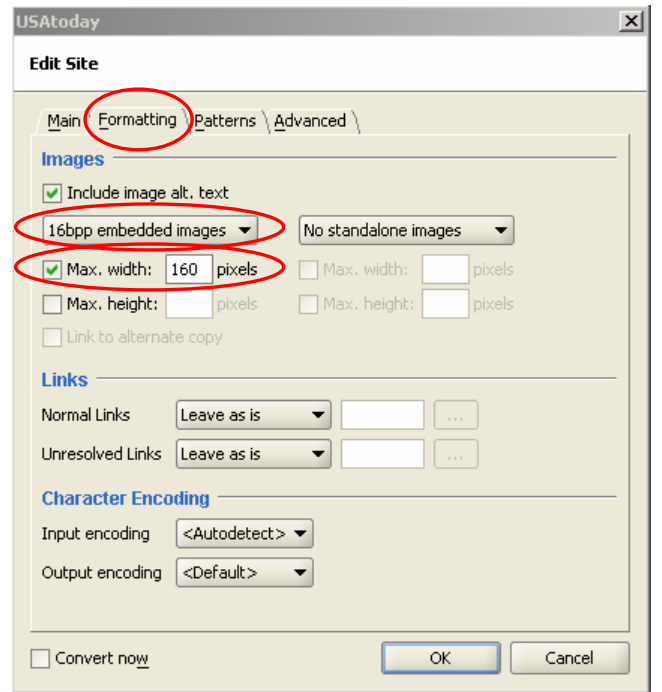 USAtoday
Edit Site
Main Formatting Patterns Advanced
Images
Include image alt. text
16bpp embedded images No standalone images
Max. width: 160 pixels Max. width: pixels
Max. height: pixels Max. height: pixels
Link to alternate copy
Links
Normal Links Leave as is ...
Unresolved Links Leave as is ...
Character Encoding
Input encoding <Autodetect>
Output encoding <Default>
Convert now OK Cancel